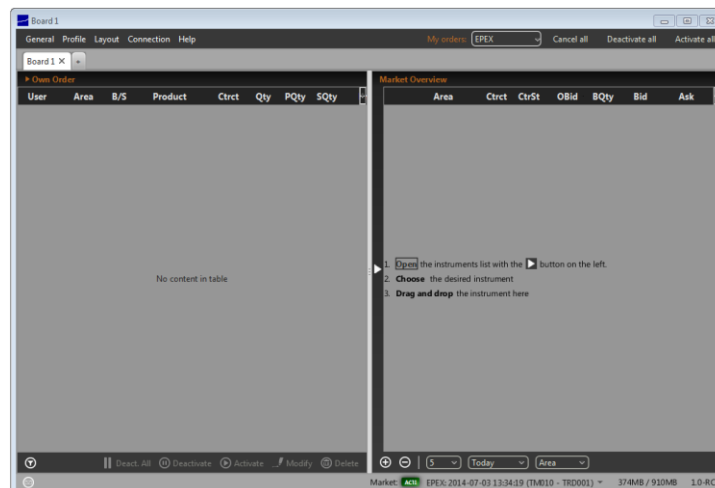 Board 1
General Profile Layout Connection Help My orders: EPEX Cancel all Deactivate all Activate all
Board 1 × +
Own Order
User Area B/S Product Ctrct Qty PQty SQty
No content in table
Deact. All Deactivate Activate Modify Delete
Market Overview
Area Ctrct CtrSt OBid BQty Bid Ask
1. Open the instruments list with the button on the left.
2. Choose the desired instrument
3. Drag and drop the instrument here
5 Today Area
Market: ACTI EPEX: 2014-07-03 13:34:19 (TM010 - TRD001) 374MB / 910MB 1.0-RC